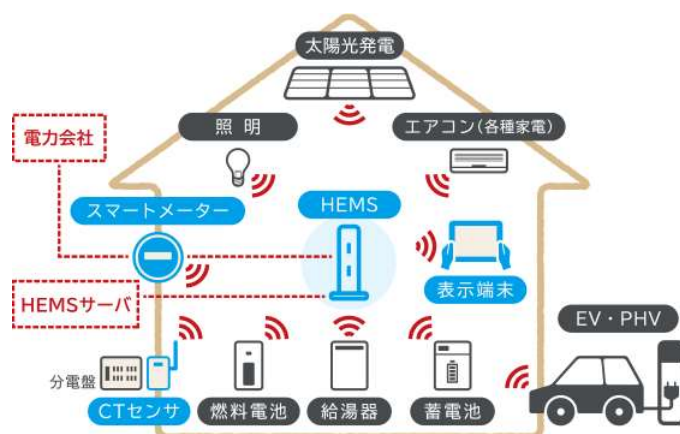 太陽光発電
照明
エアコン(各種家電)
電力会社
スマートメーター
HEMS
HEMSサーバ
表示端末
EV・PHV
分電盤
CTセンサ
燃料電池
給湯器
蓄電池